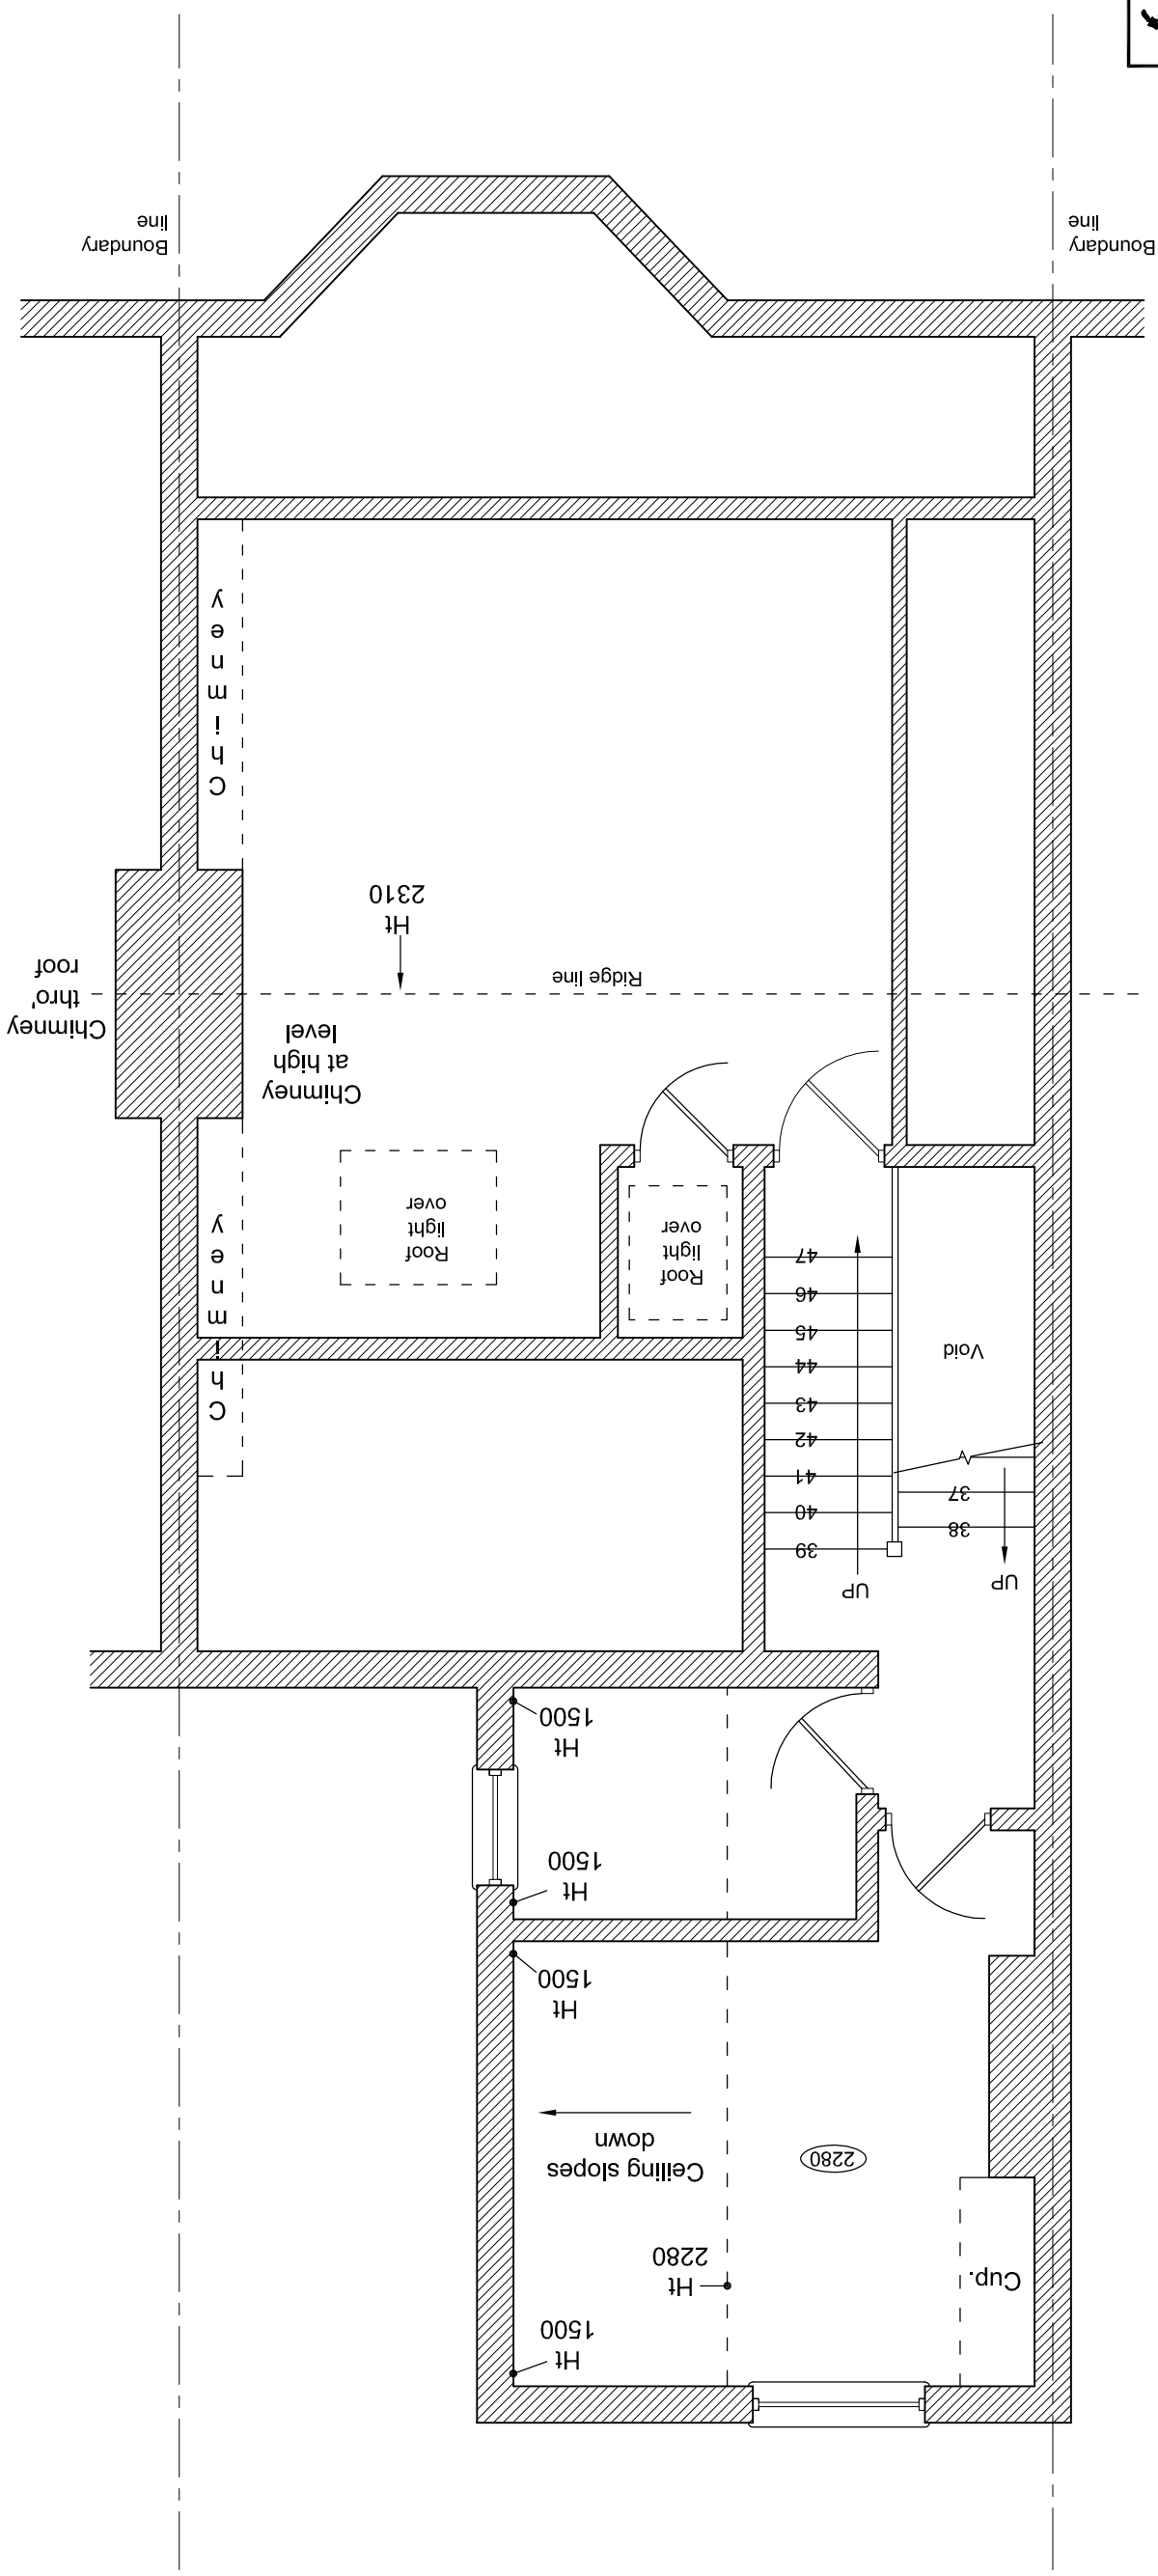 Ht
1500
Cup.
Ht
2280
2280
Ceiling slopes
down
Ht
1500
Ht
1500
Ht
1500
UP
UP
38
37
39
40
41
42
43
44
45
46
47
Void
C h i m n e y
Roof
light
over
Roof
light
over
Chimney
at high
level
Chimney
thro'
roof
Ridge line
Ht
2310
C h i m n e y
Boundary
line
Boundary
line